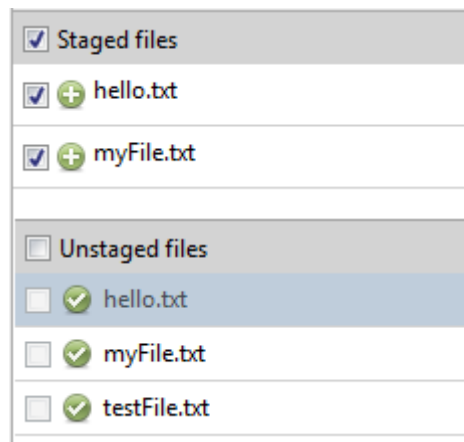 Staged files
hello.txt
myFile.txt
Unstaged files
hello.txt
myFile.txt
testFile.txt